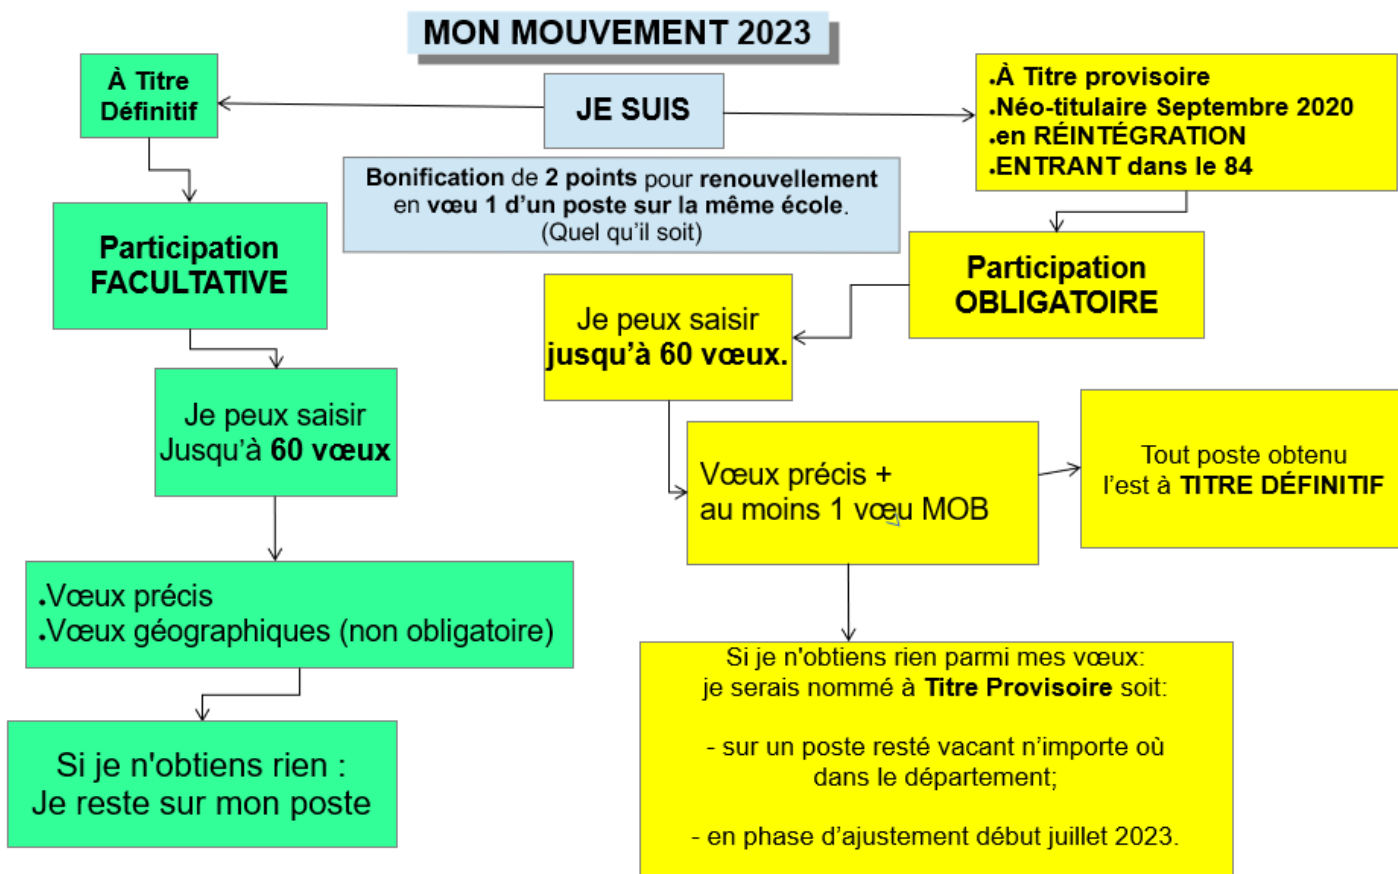 MON MOUVEMENT 2023
À Titre
Définitif
JE SUIS
.À Titre provisoire
.Néo-titulaire Septembre 2020
.en RÉINTÉGRATION
.ENTRANT dans le 84
Bonification de 2 points pour renouvellement
en vœu 1 d'un poste sur la même école.
(Quel qu'il soit)
Participation
FACULTATIVE
Participation
OBLIGATOIRE
Je peux saisir
jusqu'à 60 vœux.
Je peux saisir
Jusqu'à 60 vœux
Vœux précis +
au moins 1 vœu MOB
Tout poste obtenu
l'est à TITRE DÉFINITIF
.Vœux précis
.Vœux géographiques (non obligatoire)
Si je n'obtiens rien parmi mes vœux:
je serais nommé à Titre Provisoire soit:
- sur un poste resté vacant n'importe où
dans le département;
- en phase d'ajustement début juillet 2023.
Si je n'obtiens rien :
Je reste sur mon poste